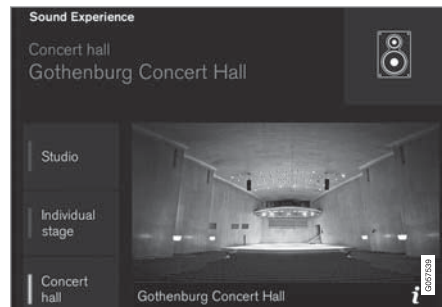 Sound Experience
Concert hall
Gothenburg Concert Hall
Studio
Individual
stage
Concert
hall
Gothenburg Concert Hall
i
G057539